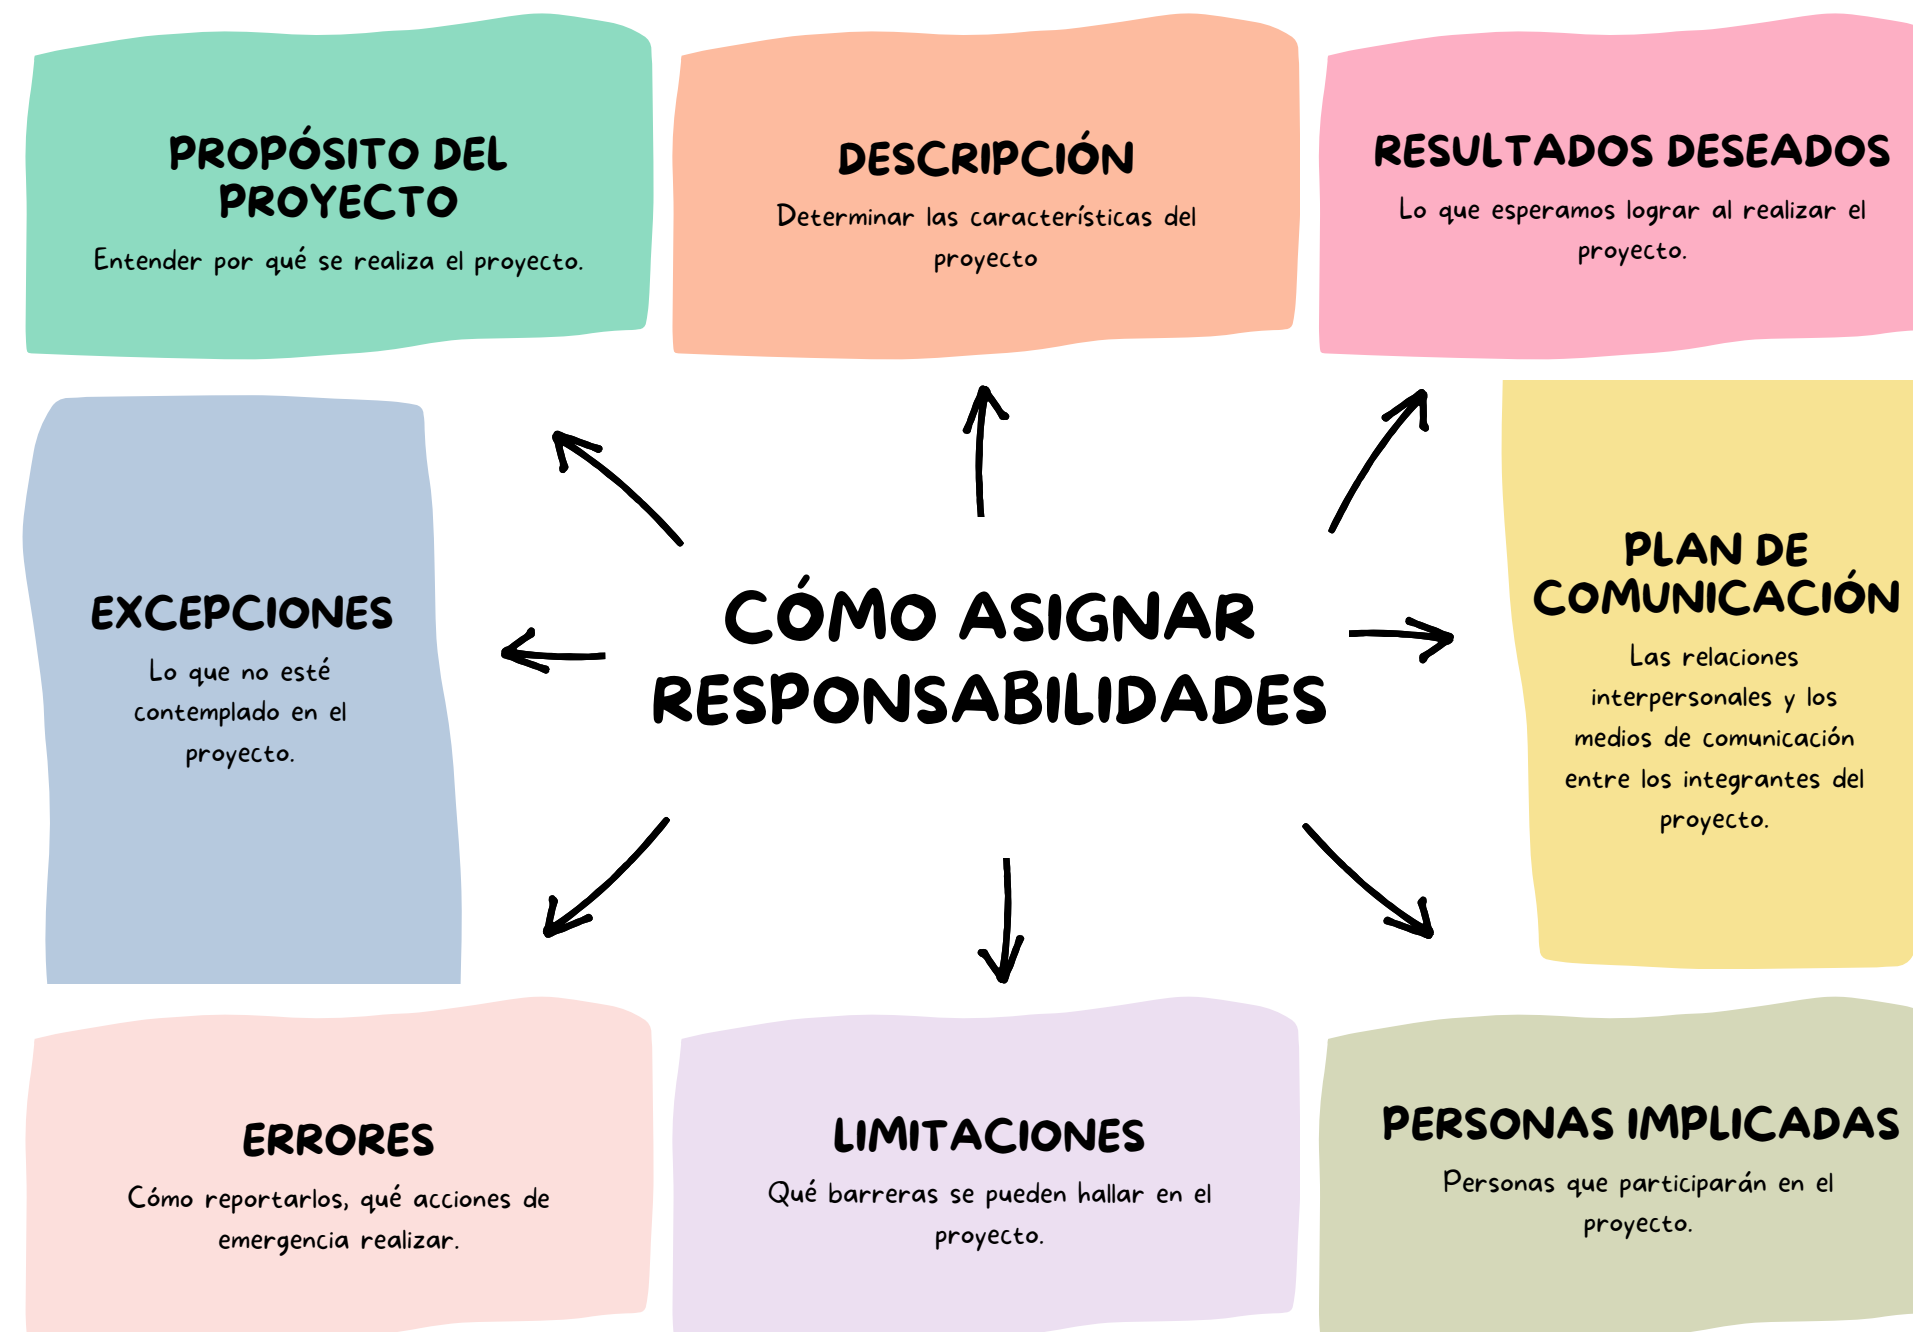 PROPÓSITO DEL
PROYECTO
Entender por qué se realiza el proyecto.
DESCRIPCIÓN
Determinar las características del
proyecto
RESULTADOS DESEADOS
Lo que esperamos lograr al realizar el
proyecto.
EXCEPCIONES
Lo que no esté
contemplado en el
proyecto.
CÓMO ASIGNAR
RESPONSABILIDADES
PLAN DE
COMUNICACIÓN
Las relaciones
interpersonales y los
medios de comunicación
entre los integrantes del
proyecto.
ERRORES
Cómo reportarlos, qué acciones de
emergencia realizar.
LIMITACIONES
Qué barreras se pueden hallar en el
proyecto.
PERSONAS IMPLICADAS
Personas que participarán en el
proyecto.